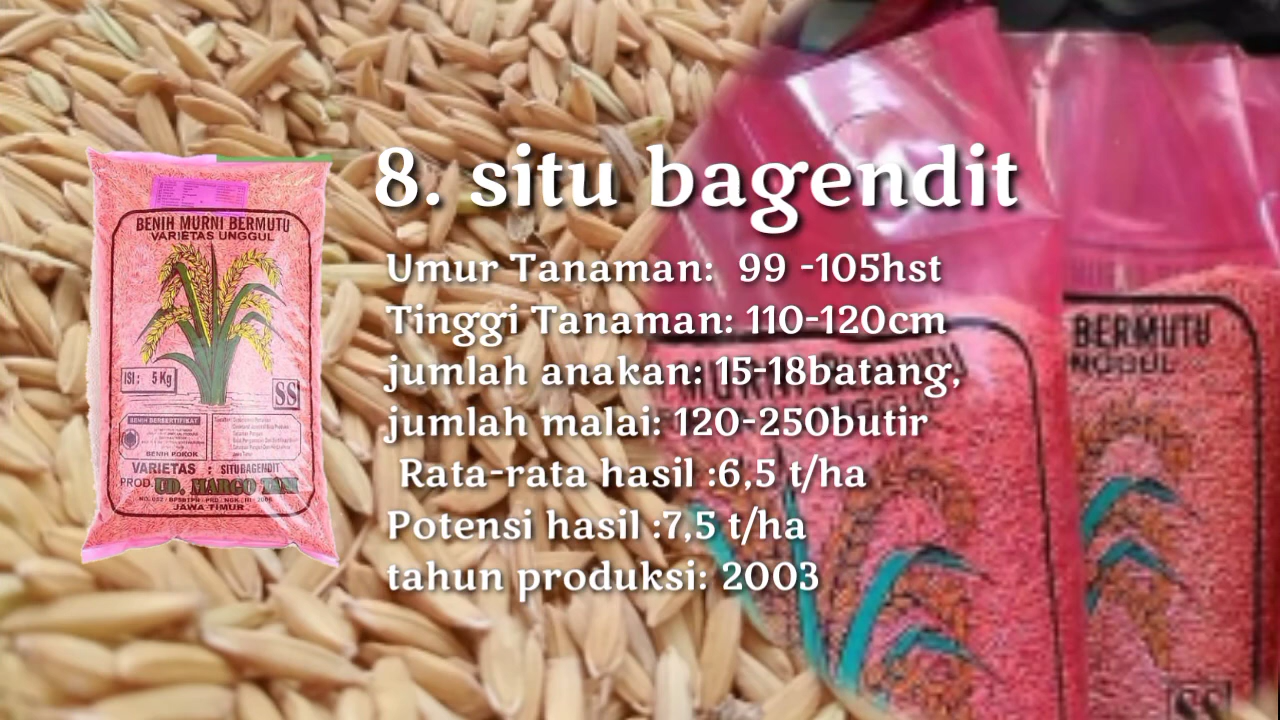 8. situ bagendit
Umur Tanaman: 99 -105hst
Tinggi Tanaman: 110-120cm
jumlah anakan: 15-18batang,
jumlah malai: 120-250butir
Rata-rata hasil :6,5 t/ha
Potensi hasil :7,5 t/ha
tahun produksi: 2003
BENIH MURNI BERMUTU
VARIETAS UNGGUL
ISI : 5 Kg
SS
BENIH BERSERTIFIKAT
BENIH POKOK
VARIETAS : SITUBAGENDIT
PROD. UD. MARGO TANI
JAWA-TIMUR
BERMUTU
NGGUL
SS